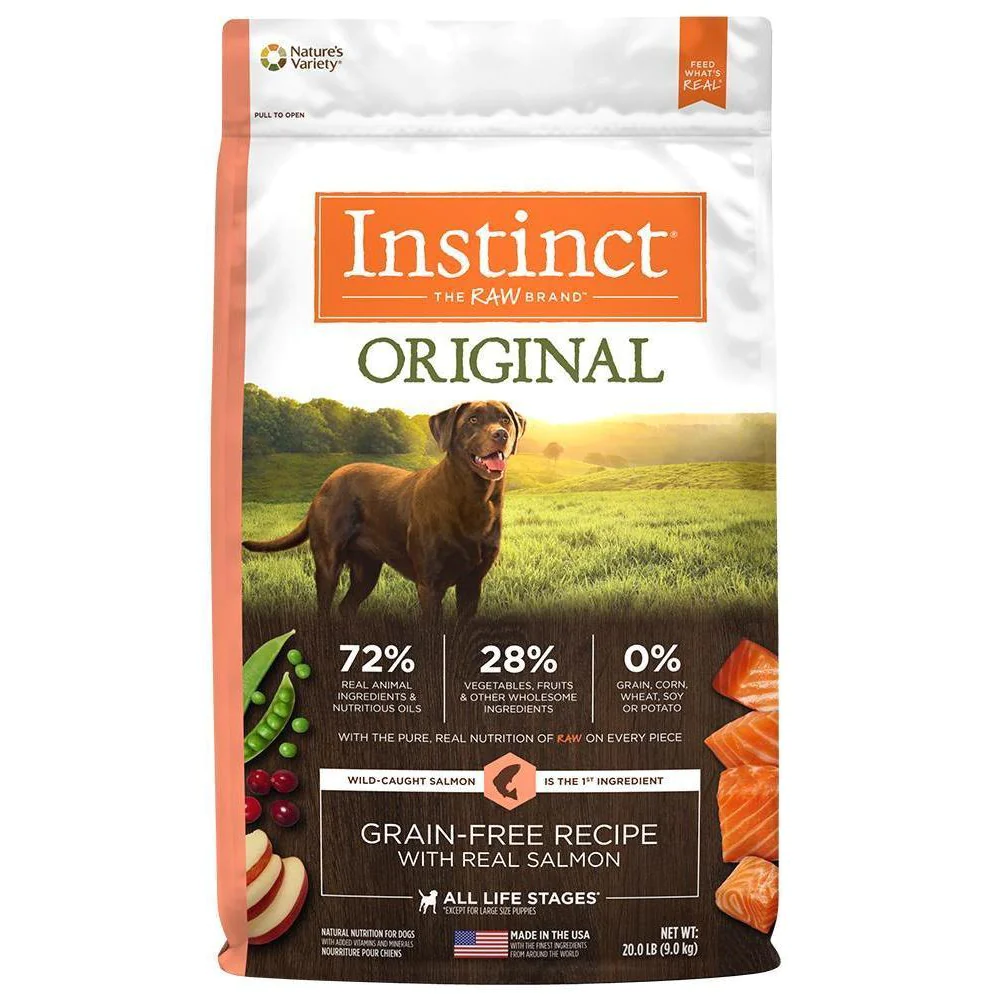 Nature's
Variety®
FEED
WHAT'S
REAL®
PULL TO OPEN
Instinct®
THE RAW BRAND™
ORIGINAL
72%
REAL ANIMAL
INGREDIENTS &
NUTRITIOUS OILS
28%
VEGETABLES, FRUITS
& OTHER WHOLESOME
INGREDIENTS
0%
GRAIN, CORN,
WHEAT, SOY
OR POTATO
WITH THE PURE, REAL NUTRITION OF RAW ON EVERY PIECE
WILD-CAUGHT SALMON IS THE 1ST INGREDIENT
GRAIN-FREE RECIPE
WITH REAL SALMON
ALL LIFE STAGES*
*EXCEPT FOR LARGE SIZE PUPPIES
NATURAL NUTRITION FOR DOGS
WITH ADDED VITAMINS AND MINERALS
NOURRITURE POUR CHIENS
MADE IN THE USA
WITH THE FINEST INGREDIENTS
FROM AROUND THE WORLD
NET WT:
20.0 LB (9.0 kg)